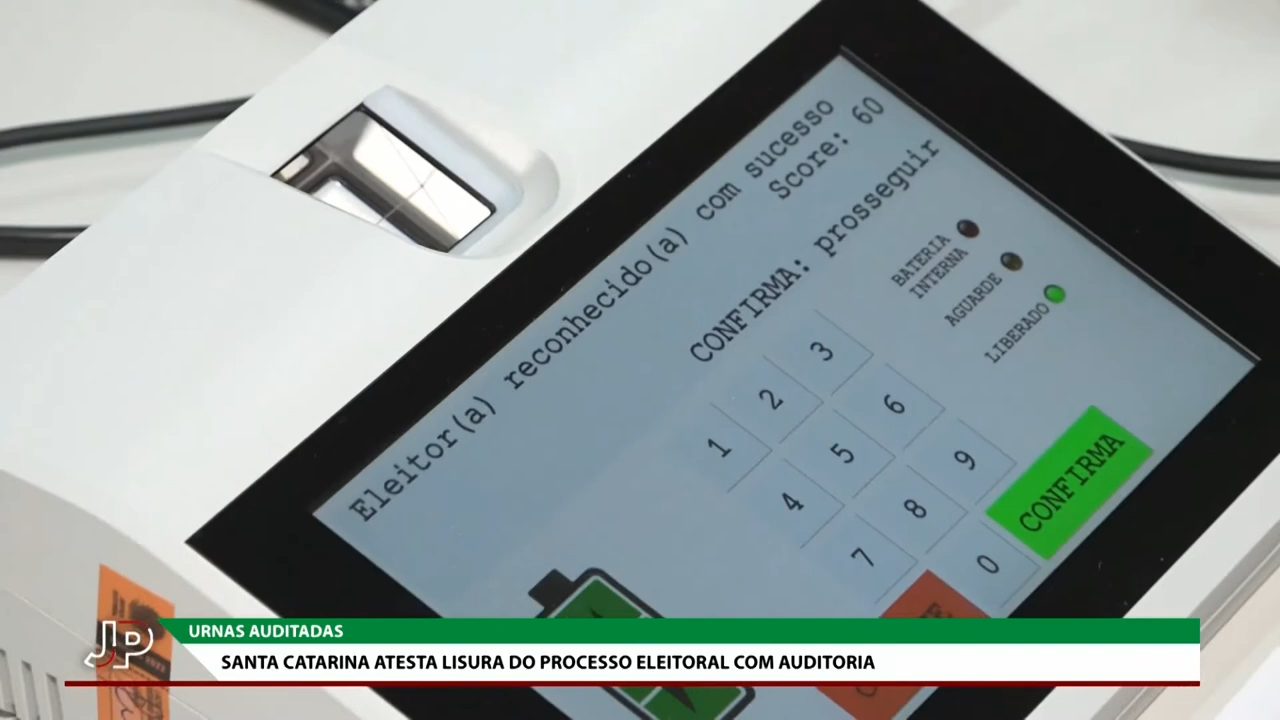 Eleitor(a) reconhecido(a) com sucesso
Score: 60
CONFIRMA: prosseguir
BATERIA
INTERNA
AGUARDE
LIBERADO
1 2 3
4 5 6
7 8 9
0
CONFIRMA
JP
URNAS AUDITADAS
SANTA CATARINA ATESTA LISURA DO PROCESSO ELEITORAL COM AUDITORIA